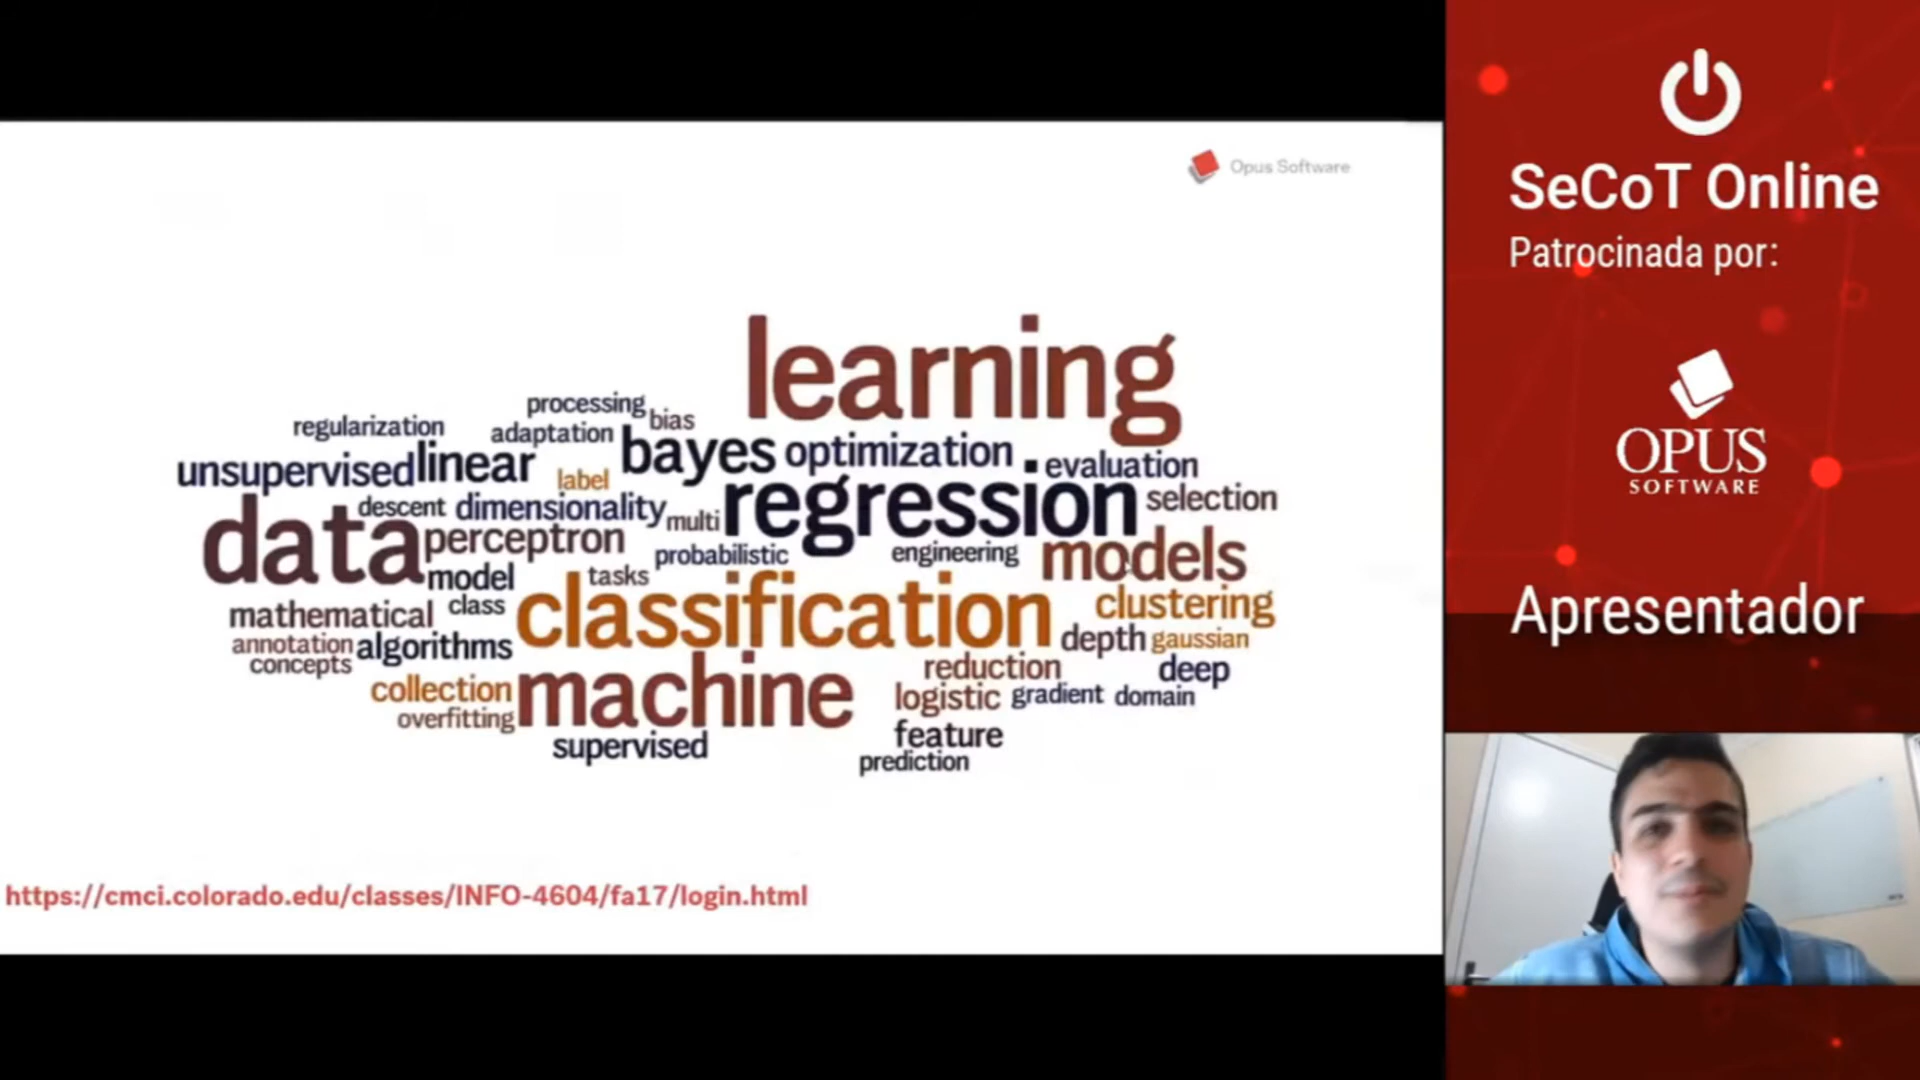 Opus Software
learning
processing
bias
regularization
adaptation
bayes
optimization
evaluation
unsupervised
linear
label
descent
dimensionality
multi
regression
selection
data
perceptron
probabilistic
engineering
models
model
tasks
mathematical
class
classification
clustering
annotation
algorithms
depth
gaussian
concepts
reduction
deep
collection
machine
logistic
gradient
domain
overfitting
supervised
feature
prediction
https://cmci.colorado.edu/classes/INFO-4604/fa17/login.html
SeCoT Online
Patrocinada por:
OPUS
SOFTWARE
Apresentador